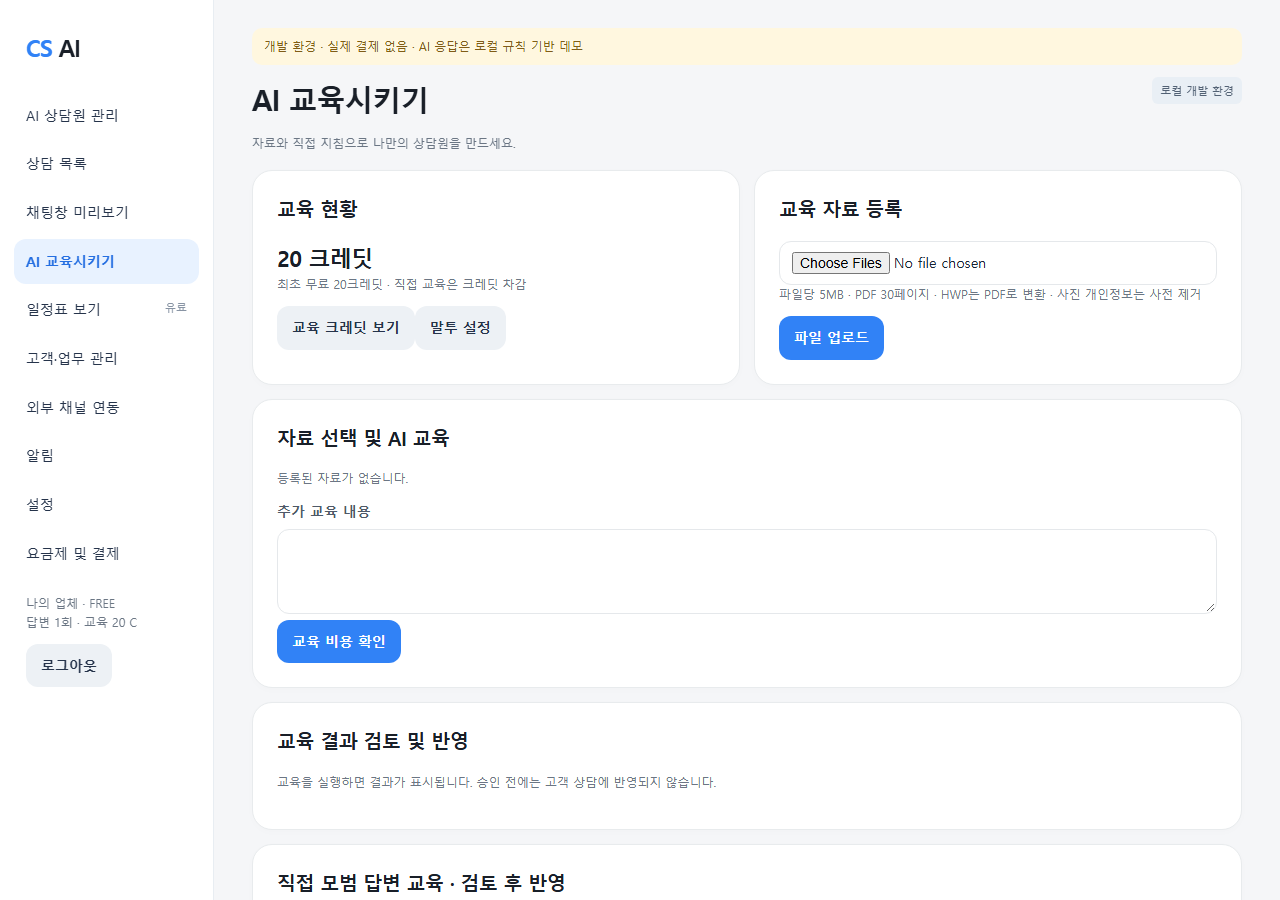 CS AI
AI 상담원 관리
상담 목록
채팅창 미리보기
AI 교육시키기
일정표 보기 유료
고객·업무 관리
외부 채널 연동
알림
설정
요금제 및 결제
나의 업체 · FREE
답변 1회 · 교육 20 C
로그아웃
개발 환경 · 실제 결제 없음 · AI 응답은 로컬 규칙 기반 데모
AI 교육시키기
로컬 개발 환경
자료와 직접 지침으로 나만의 상담원을 만드세요.
교육 현황
20 크레딧
최초 무료 20크레딧 · 직접 교육은 크레딧 차감
교육 크레딧 보기 말투 설정
교육 자료 등록
Choose Files No file chosen
파일당 5MB · PDF 30페이지 · HWP는 PDF로 변환 · 사진 개인정보는 사전 제거
파일 업로드
자료 선택 및 AI 교육
등록된 자료가 없습니다.
추가 교육 내용
교육 비용 확인
교육 결과 검토 및 반영
교육을 실행하면 결과가 표시됩니다. 승인 전에는 고객 상담에 반영되지 않습니다.
직접 모범 답변 교육 · 검토 후 반영